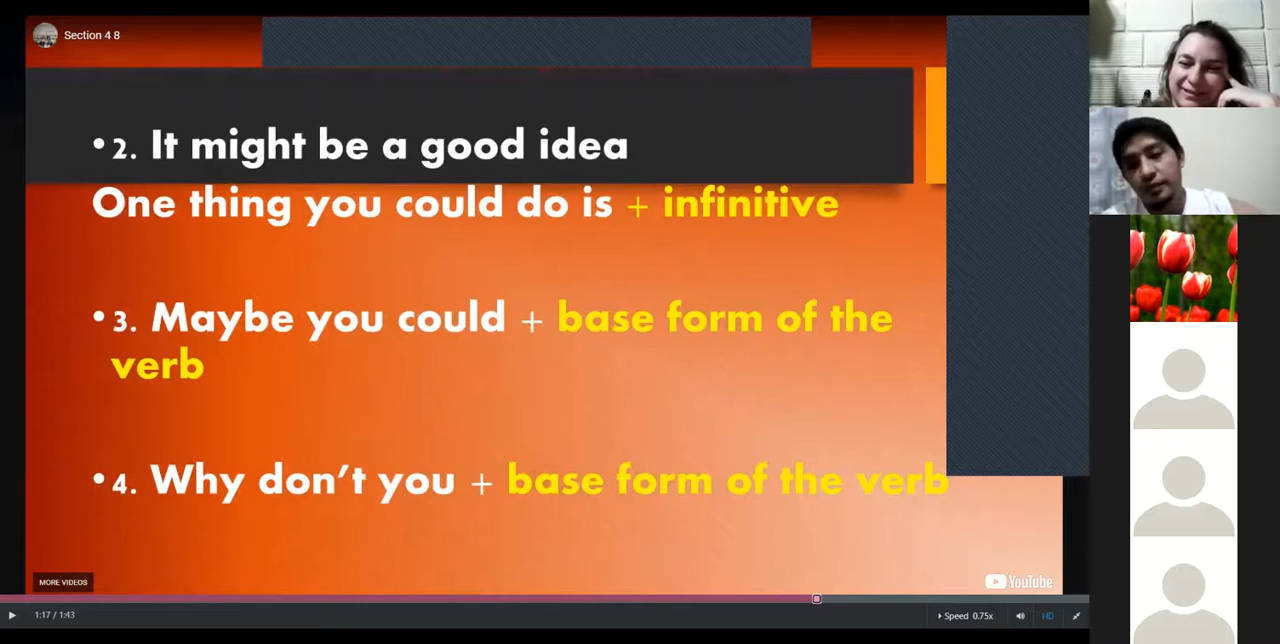 Section 4 8
• 2. It might be a good idea
One thing you could do is + infinitive
• 3. Maybe you could + base form of the
verb
• 4. Why don’t you + base form of the verb
MORE VIDEOS
YouTube
1:17 / 1:43
Speed 0.75x
HD